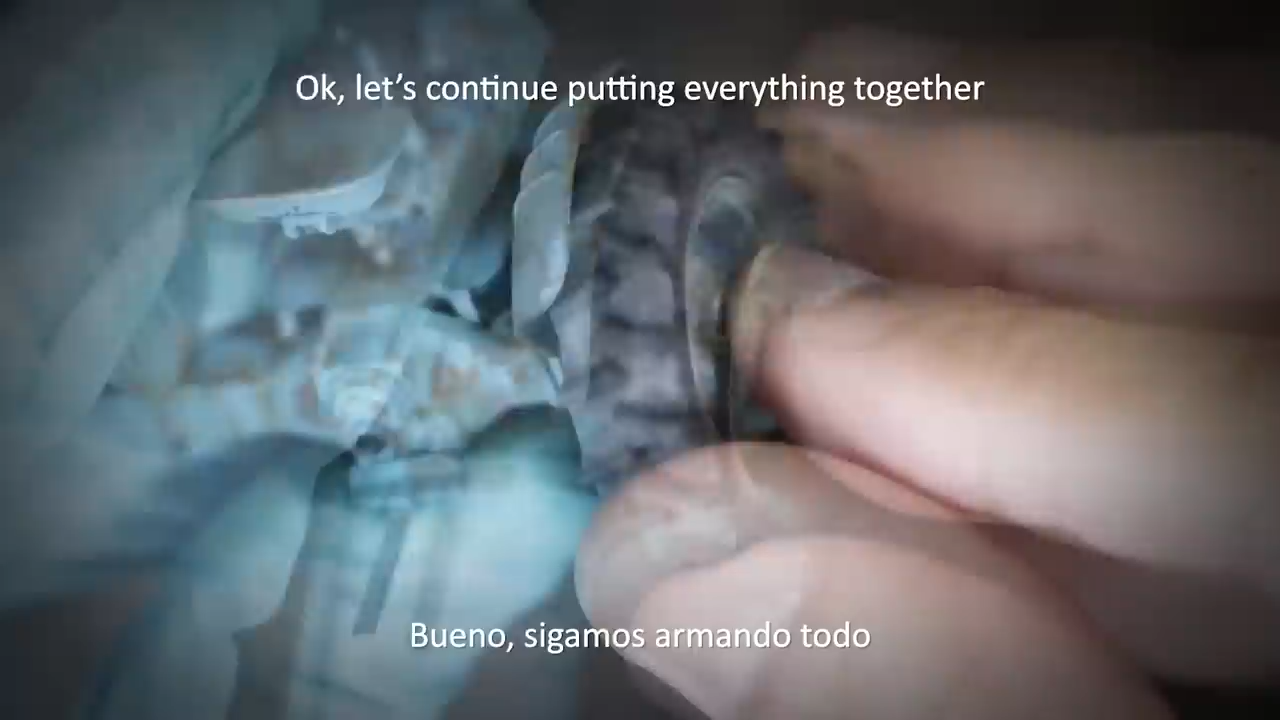 Ok, let's continue putting everything together
Bueno, sigamos armando todo